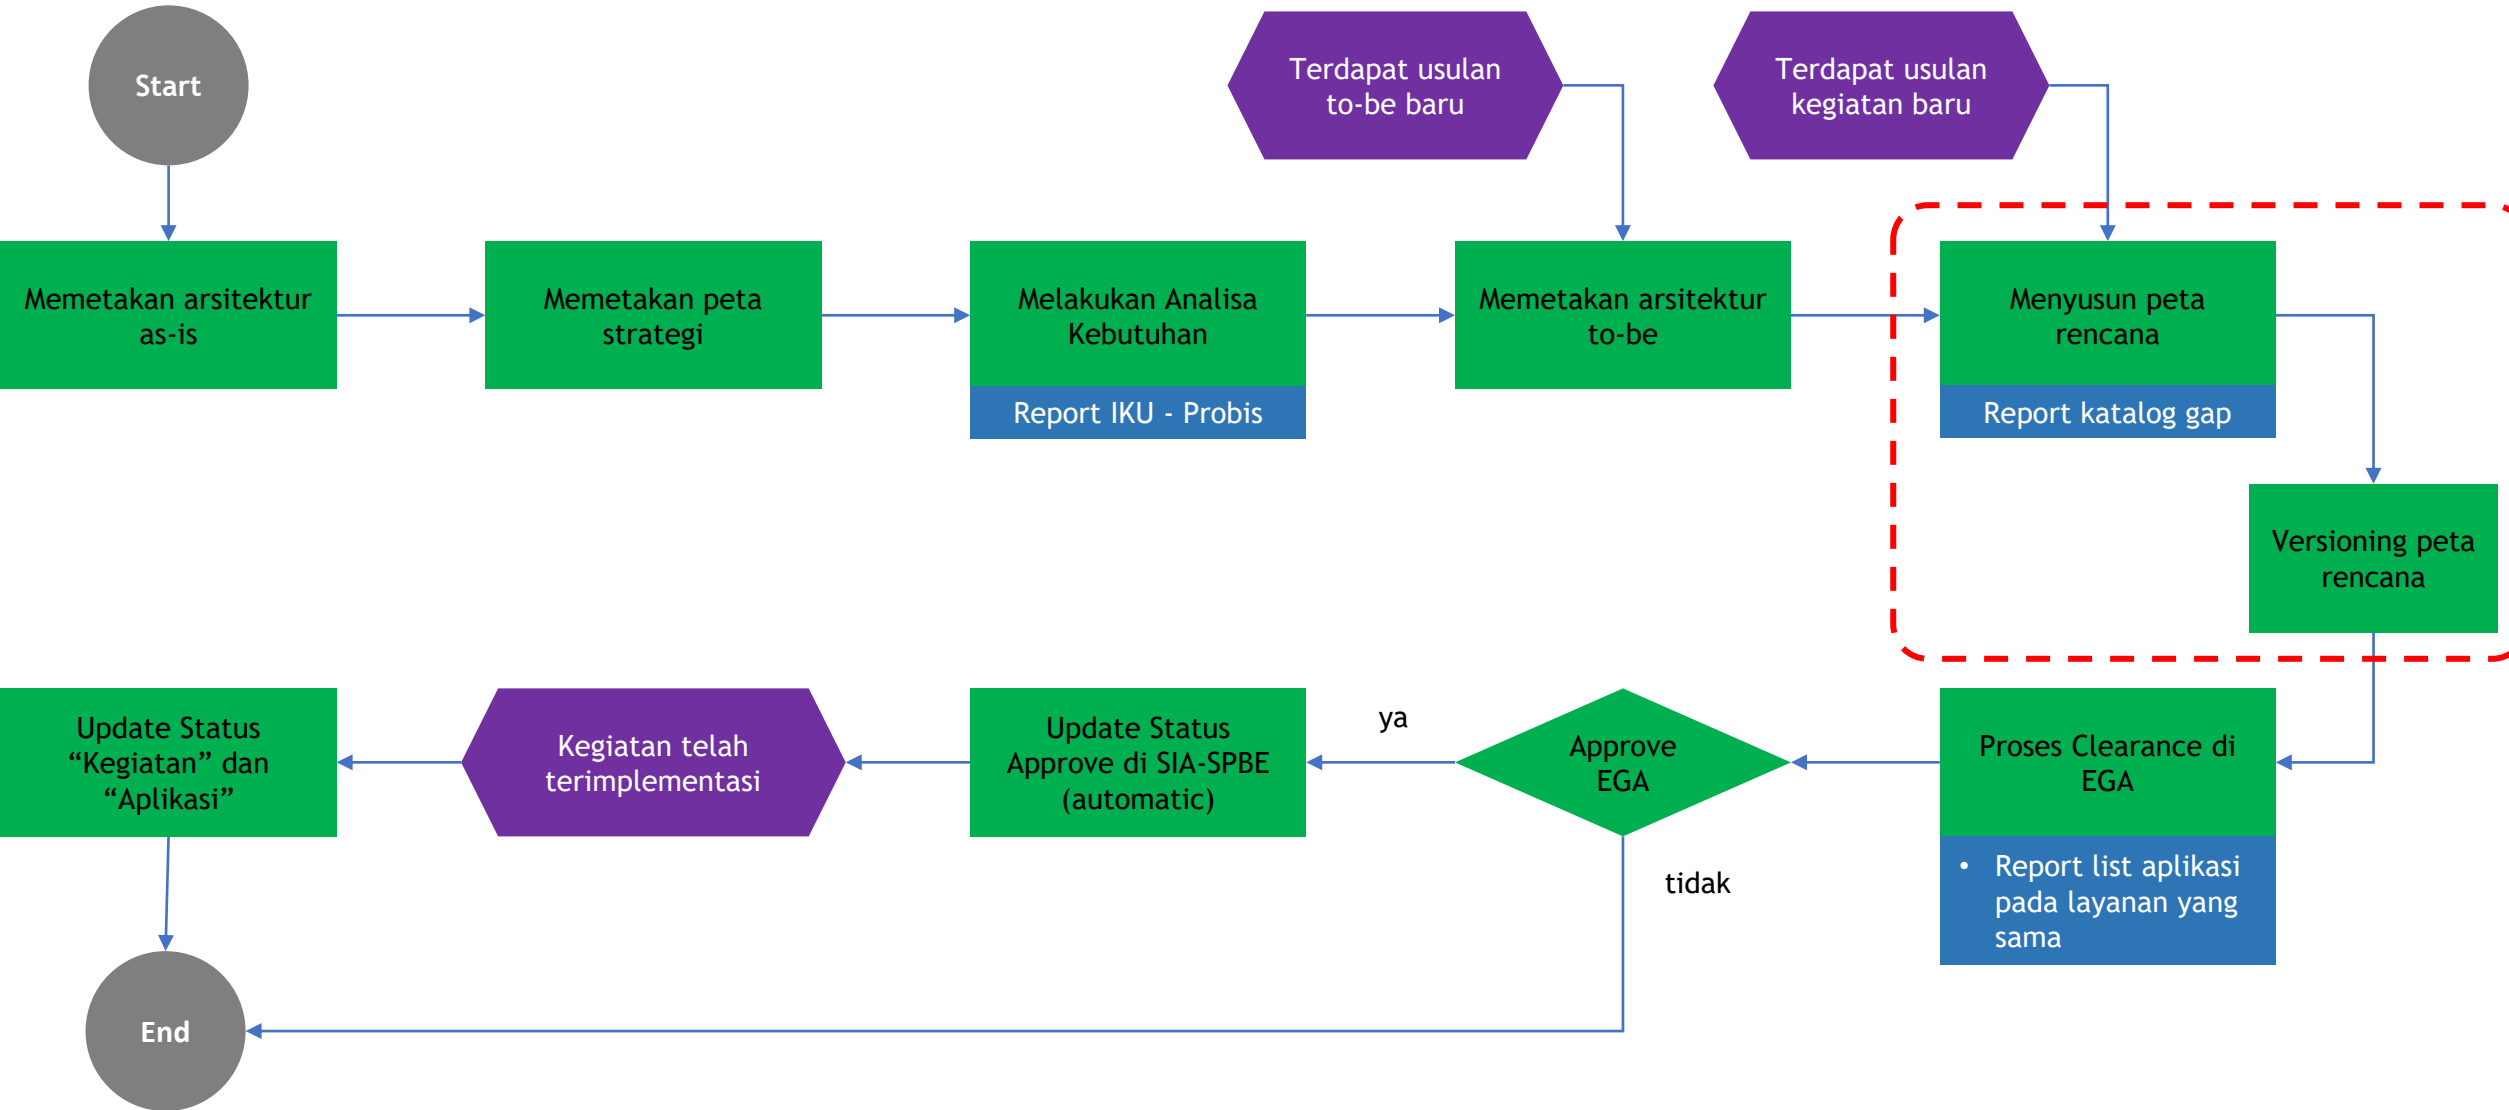 Start
Terdapat usulan
to-be baru
Terdapat usulan
kegiatan baru
Memetakan arsitektur
as-is
Memetakan peta
strategi
Melakukan Analisa
Kebutuhan
Report IKU - Probis
Memetakan arsitektur
to-be
Menyusun peta
rencana
Report katalog gap
Versioning peta
rencana
Proses Clearance di
EGA
• Report list aplikasi
pada layanan yang
sama
Approve
EGA
ya
tidak
Update Status
Approve di SIA-SPBE
(automatic)
Kegiatan telah
terimplementasi
Update Status
“Kegiatan” dan
“Aplikasi”
End